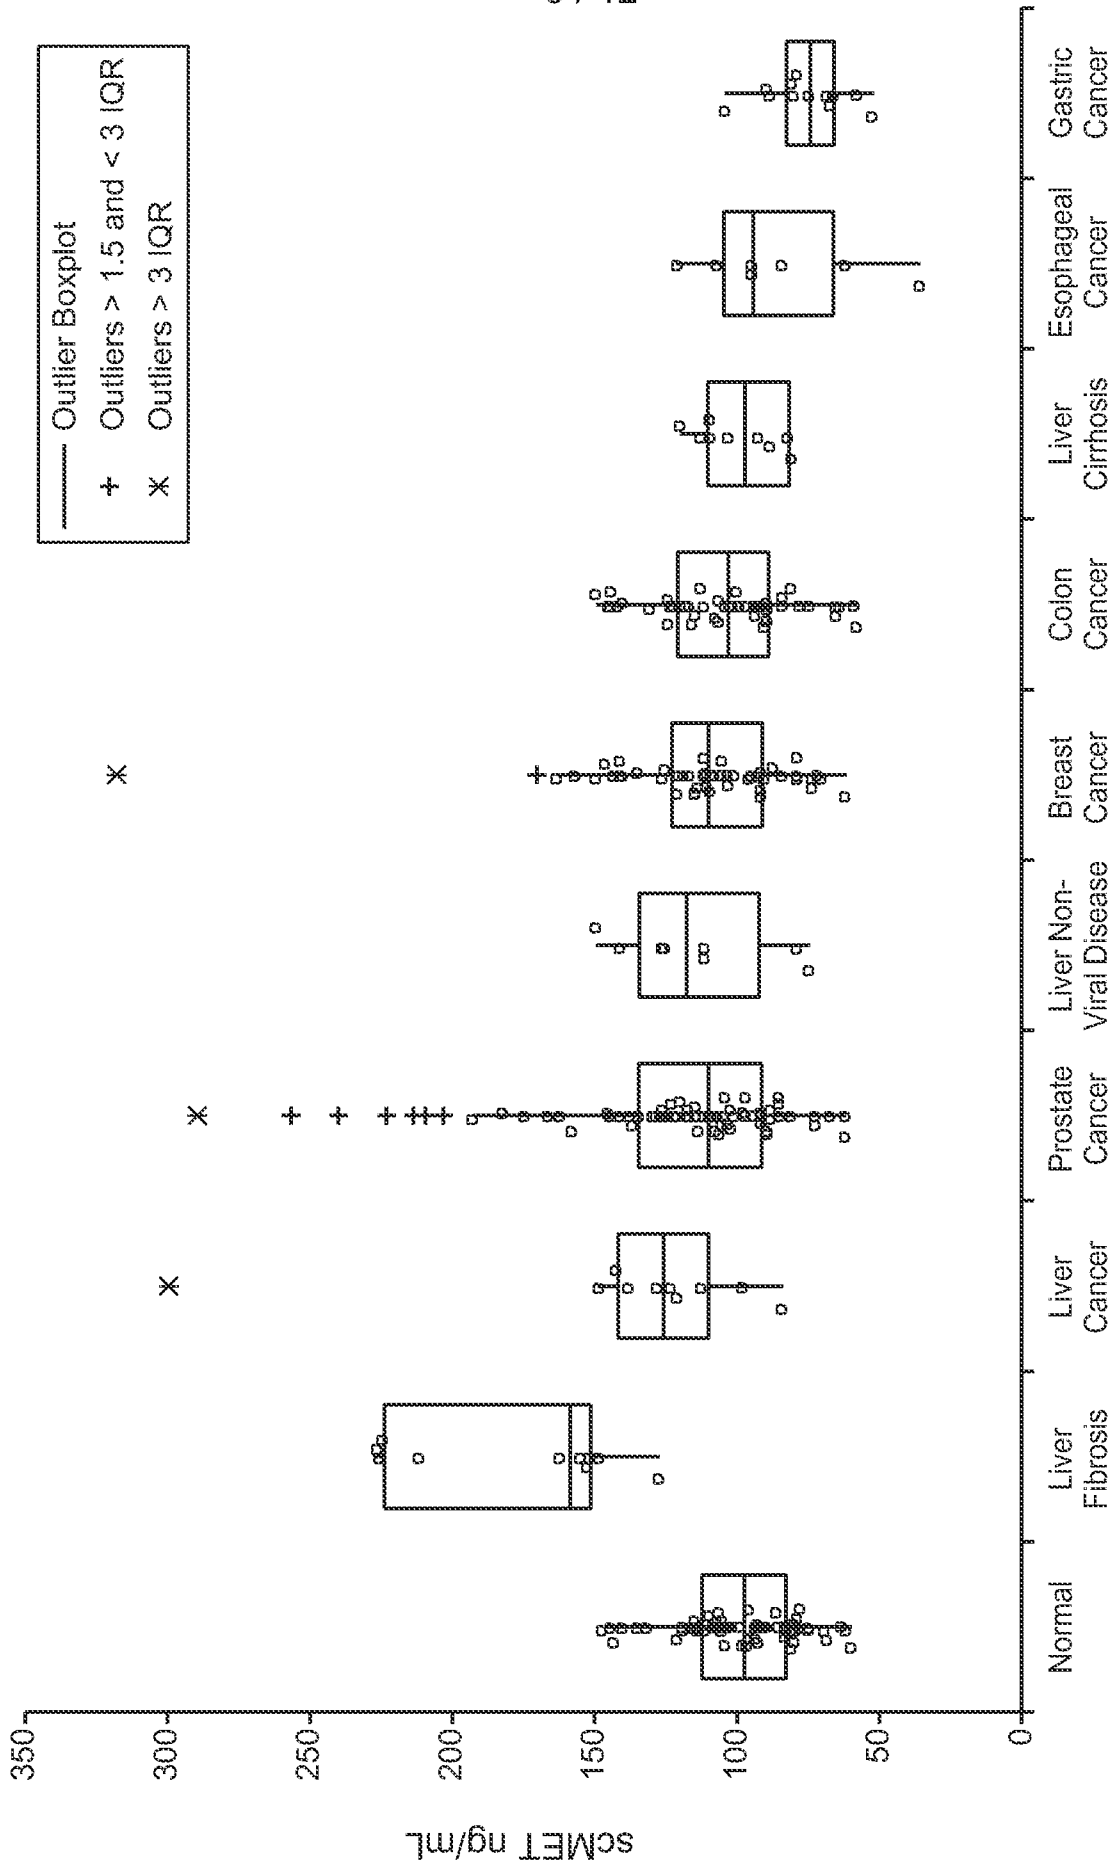 Outlier Boxplot
+ Outliers > 1.5 and < 3 IQR
× Outliers > 3 IQR
scMET ng/mL
350
300
250
200
150
100
50
0
Normal
Liver
Fibrosis
Liver
Cancer
Prostate
Cancer
Liver Non-
Viral Disease
Breast
Cancer
Colon
Cancer
Liver
Cirrhosis
Esophageal
Cancer
Gastric
Cancer